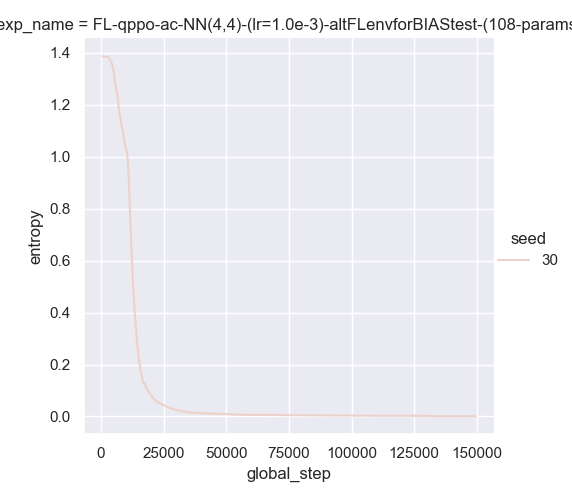 exp_name = FL-qppo-ac-NN(4,4)-(lr=1.0e-3)-altFLenvforBIAStest-(108-params
1.4
1.2
1.0
0.8
0.6
0.4
0.2
0.0
entropy
0 25000 50000 75000 100000 125000 150000
global_step
seed
30